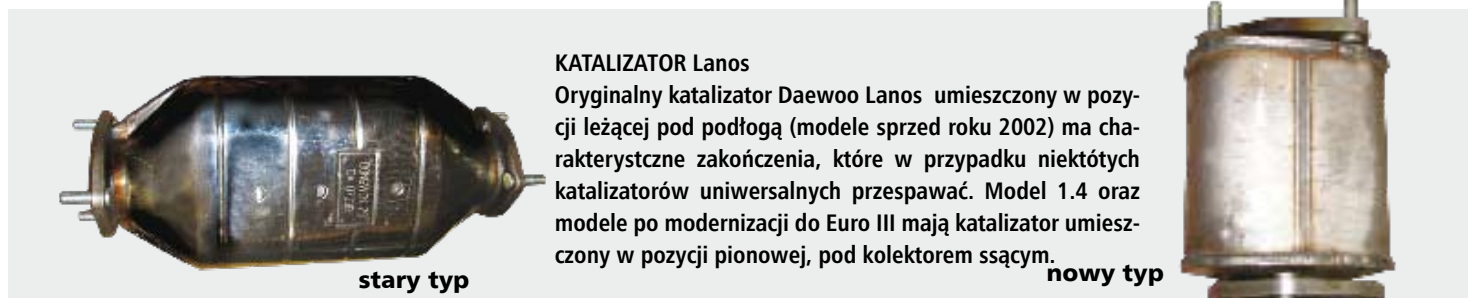 KATALIZATOR Lanos
Oryginalny katalizator Daewoo Lanos umieszczony w pozy-
cji leżącej pod podłogą (modele sprzed roku 2002) ma cha-
rakterystczne zakończenia, które w przypadku niektótych
katalizatorów uniwersalnych przespawać. Model 1.4 oraz
modele po modernizacji do Euro III mają katalizator umiesz-
czony w pozycji pionowej, pod kolektorem ssącym.
stary typ
nowy typ